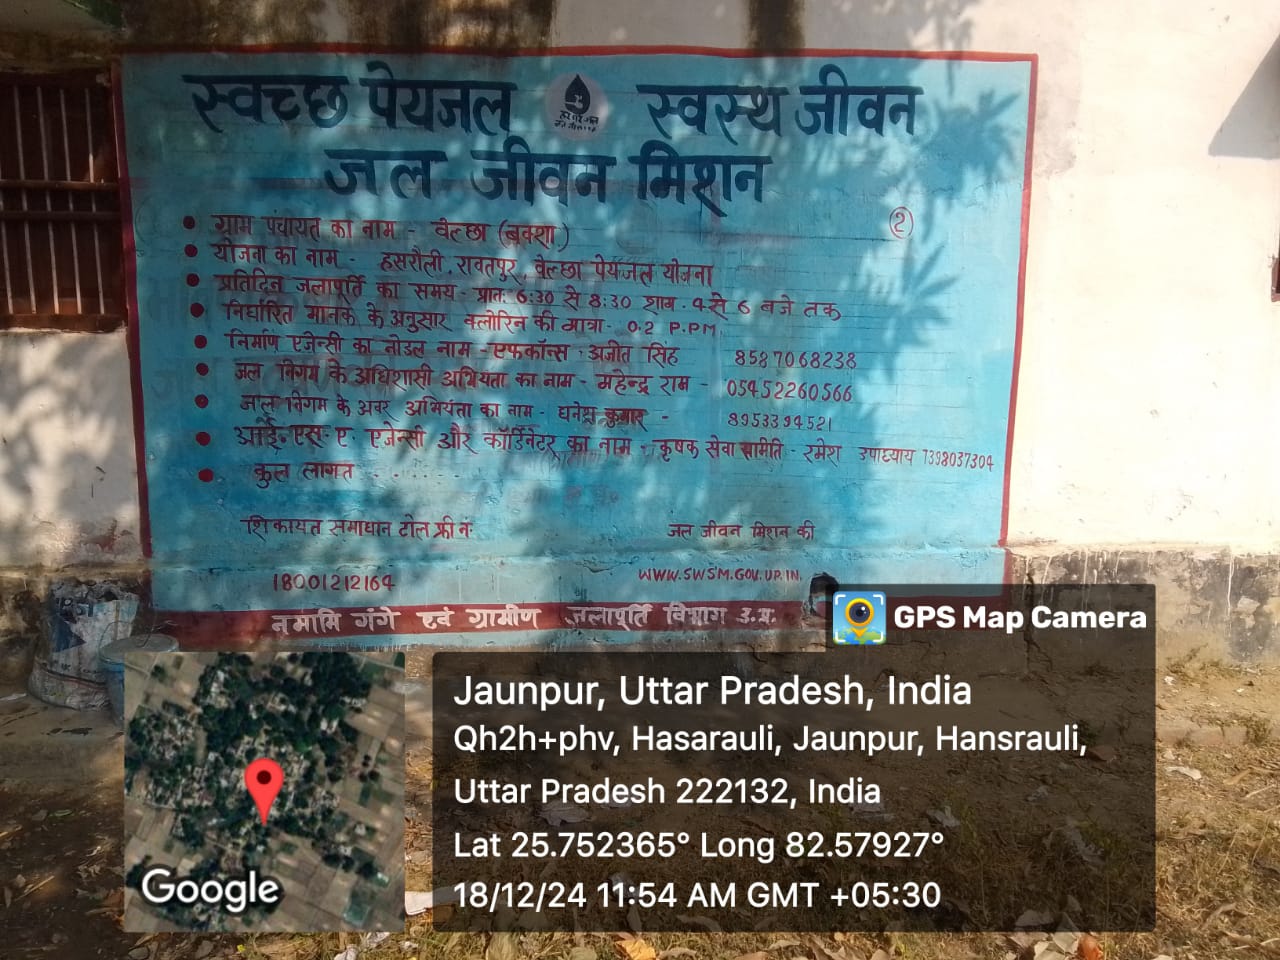 स्वच्छ पेयजल स्वस्थ जीवन
जल जीवन मिशन
2
• ग्राम पंचायत का नाम - वेल्छा (बक्शा)
• योजना का नाम - हसरौली, रावतपुर, वेल्छा पेयजल योजना
• प्रतिदिन जलापूर्ति का समय - प्रात: 6:30 से 8:30 शाय. 4 से 6 बजे तक
• निर्धारित मानक के अनुसार क्लोरिन की मात्रा - 0.2 P.P.M.
• निर्माण एजेन्सी का नोडल नाम - एफकॉन्स - अजीत सिंह 8587068238
• जल निगम के अधिशासी अभियंता का नाम - महेन्द्र राम - 05452260566
• जल निगम के अवर अभियंता का नाम - धनेश कुमार - 8953394521
• आई. एस. ए. एजेन्सी और कॉर्डिनेटर का नाम - कृषक सेवा समिति - रमेश उपाध्याय 7398037304
• कुल लागत .......
शिकायत समाधान टोल फ्री नं:
जल जीवन मिशन की
18001212164
WWW.SWSM.GOV.UP.IN.
नमामि गंगे एवं ग्रामीण जलापूर्ति विभाग उ.प्र.
GPS Map Camera
Jaunpur, Uttar Pradesh, India
Qh2h+phv, Hasarauli, Jaunpur, Hansrauli,
Uttar Pradesh 222132, India
Lat 25.752365° Long 82.57927°
18/12/24 11:54 AM GMT +05:30
Google